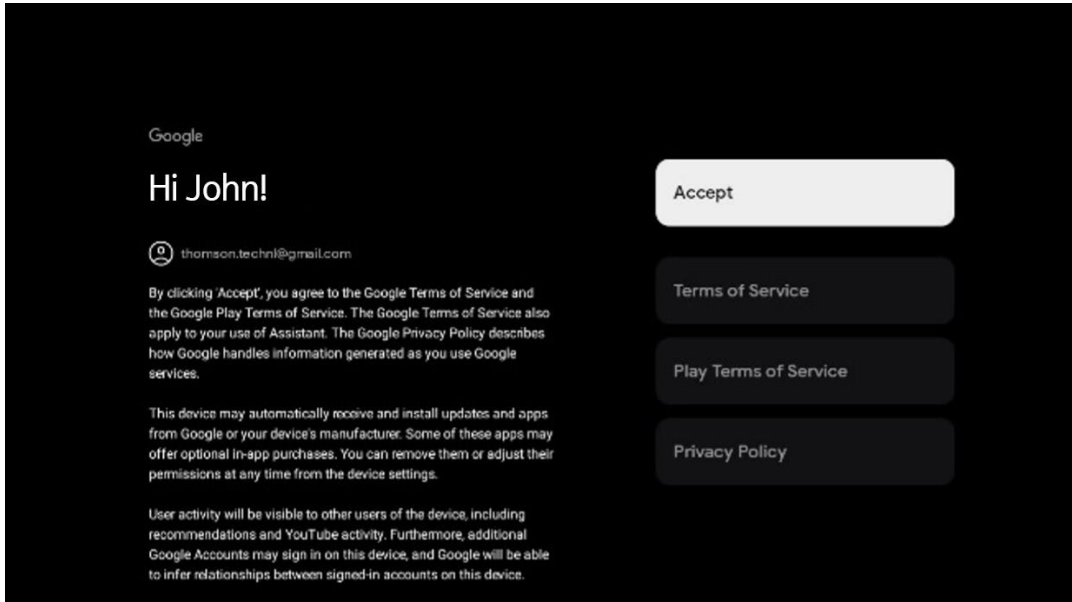 Google
Hi John!
thomson.technl@gmail.com
By clicking 'Accept', you agree to the Google Terms of Service and
the Google Play Terms of Service. The Google Terms of Service also
apply to your use of Assistant. The Google Privacy Policy describes
how Google handles information generated as you use Google
services.
This device may automatically receive and install updates and apps
from Google or your device's manufacturer. Some of these apps may
offer optional in-app purchases. You can remove them or adjust their
permissions at any time from the device settings.
User activity will be visible to other users of the device, including
recommendations and YouTube activity. Furthermore, additional
Google Accounts may sign in on this device, and Google will be able
to infer relationships between signed-in accounts on this device.
Accept
Terms of Service
Play Terms of Service
Privacy Policy